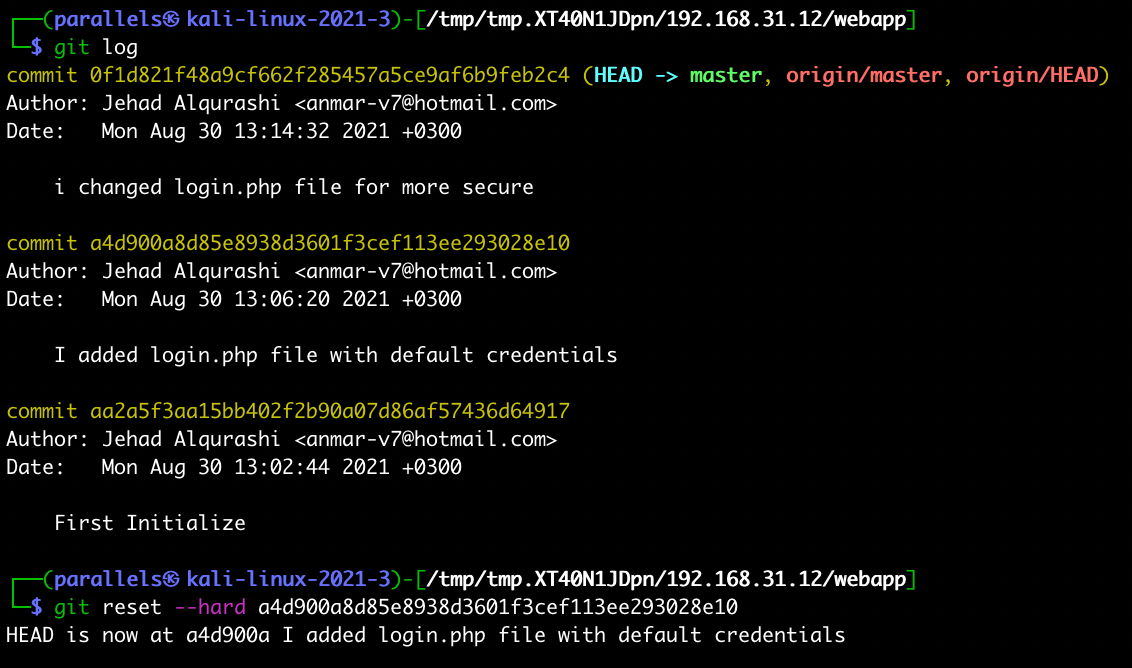 ┌──(parallels㉿kali-linux-2021-3)-[/tmp/tmp.XT40N1JDpn/192.168.31.12/webapp]
└─$ git log
commit 0f1d821f48a9cf662f285457a5ce9af6b9feb2c4 (HEAD -> master, origin/master, origin/HEAD)
Author: Jehad Alqurashi <anmar-v7@hotmail.com>
Date:   Mon Aug 30 13:14:32 2021 +0300
    i changed login.php file for more secure
commit a4d900a8d85e8938d3601f3cef113ee293028e10
Author: Jehad Alqurashi <anmar-v7@hotmail.com>
Date:   Mon Aug 30 13:06:20 2021 +0300
    I added login.php file with default credentials
commit aa2a5f3aa15bb402f2b90a07d86af57436d64917
Author: Jehad Alqurashi <anmar-v7@hotmail.com>
Date:   Mon Aug 30 13:02:44 2021 +0300
    First Initialize
┌──(parallels㉿kali-linux-2021-3)-[/tmp/tmp.XT40N1JDpn/192.168.31.12/webapp]
└─$ git reset --hard a4d900a8d85e8938d3601f3cef113ee293028e10
HEAD is now at a4d900a I added login.php file with default credentials